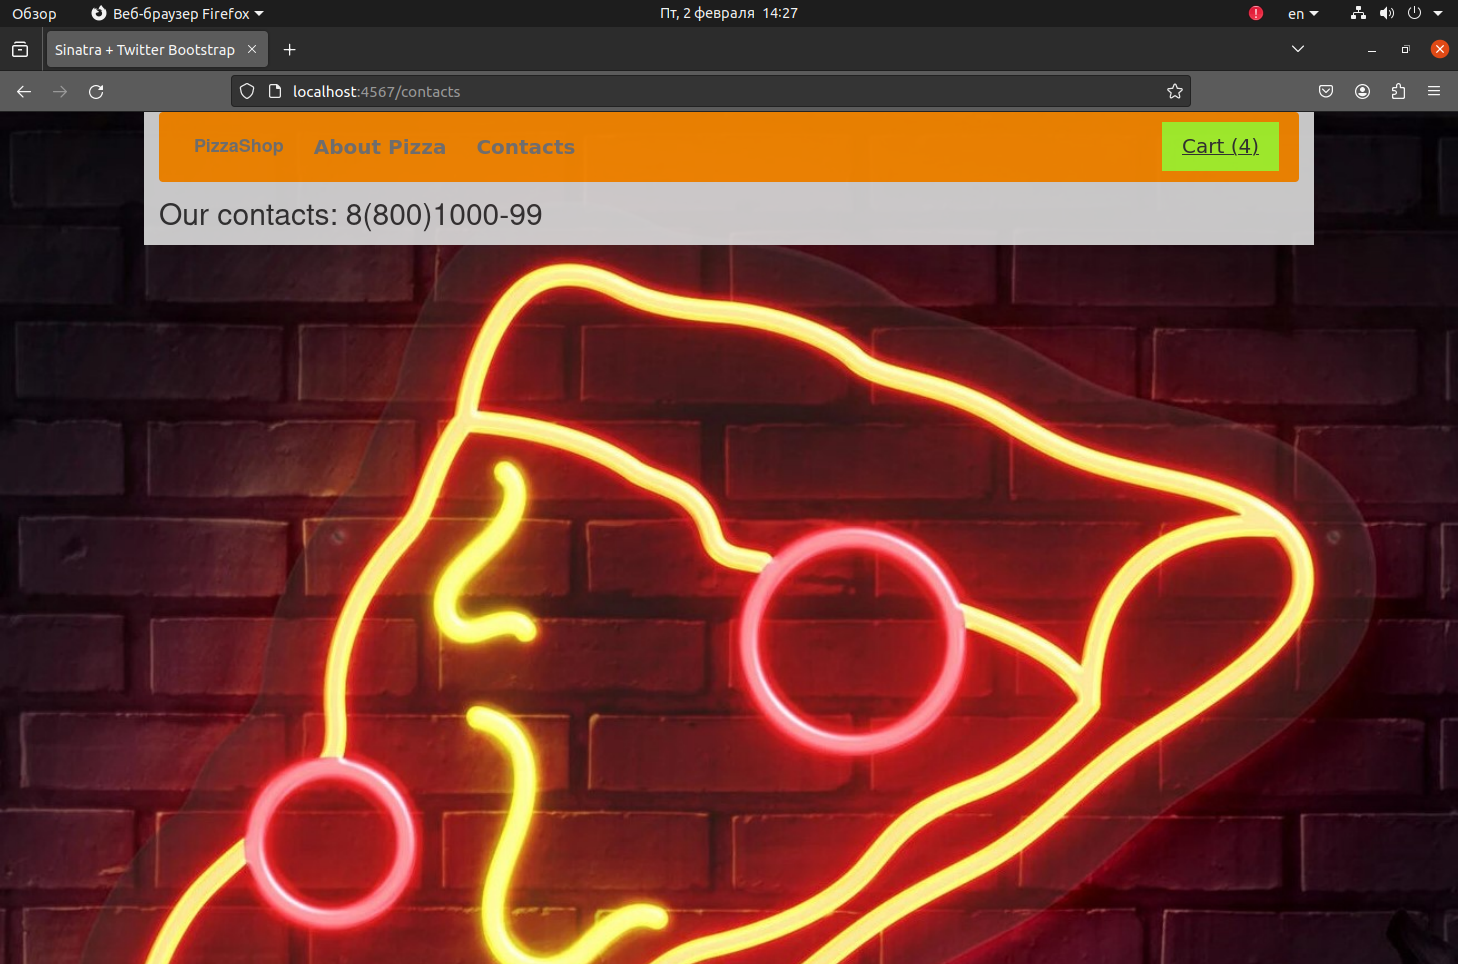 Обзор
Веб-браузер Firefox
Пт, 2 февраля 14:27
en
Sinatra + Twitter Bootstrap
localhost:4567/contacts
PizzaShop
About Pizza
Contacts
Cart (4)
Our contacts: 8(800)1000-99